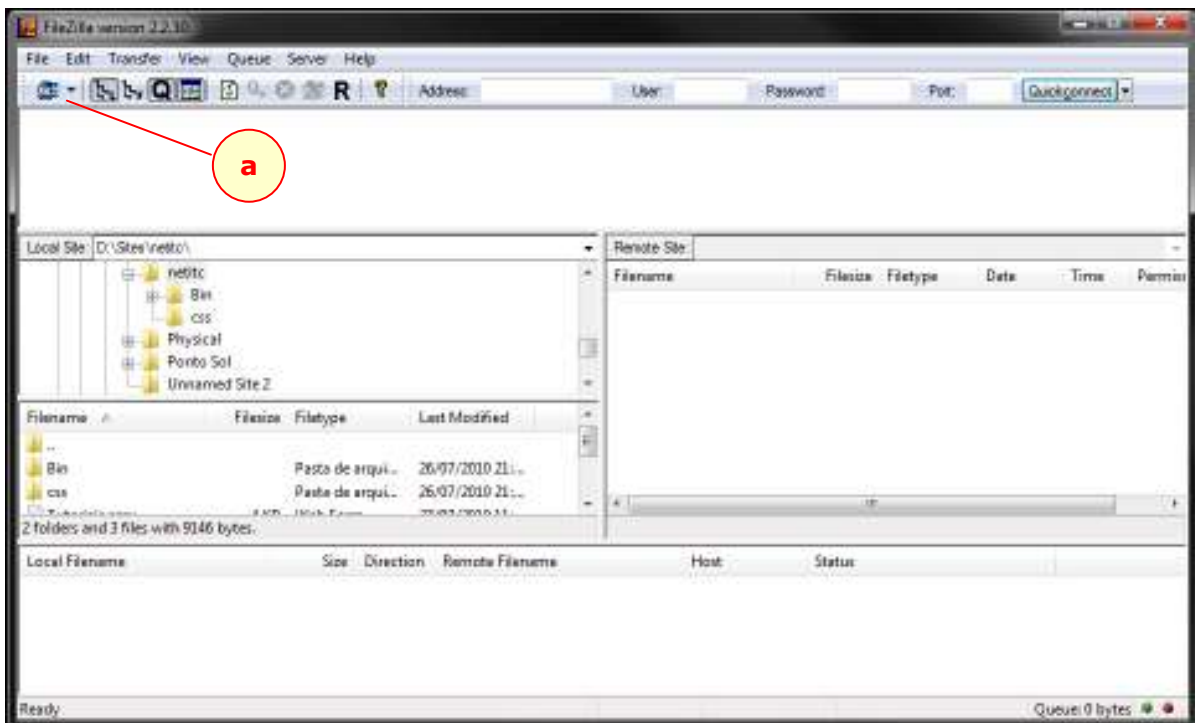 FileZilla version 2.2.30
File Edit Transfer View Queue Server Help
Q R ? Address: User: Password: Port: Quickconnect
a
Local Site: D:\Sites\netitc\ Remote Site:
netitc
Bin
css
Physical
Ponto Sol
Unnamed Site 2
Filename Filesize Filetype Date Time Permiss
Filename Filesize Filetype Last Modified
..
Bin Pasta de arqui... 26/07/2010 21:...
css Pasta de arqui... 26/07/2010 21:...
2 folders and 3 files with 9146 bytes.
Local Filename Size Direction Remote Filename Host Status
Ready Queue: 0 bytes